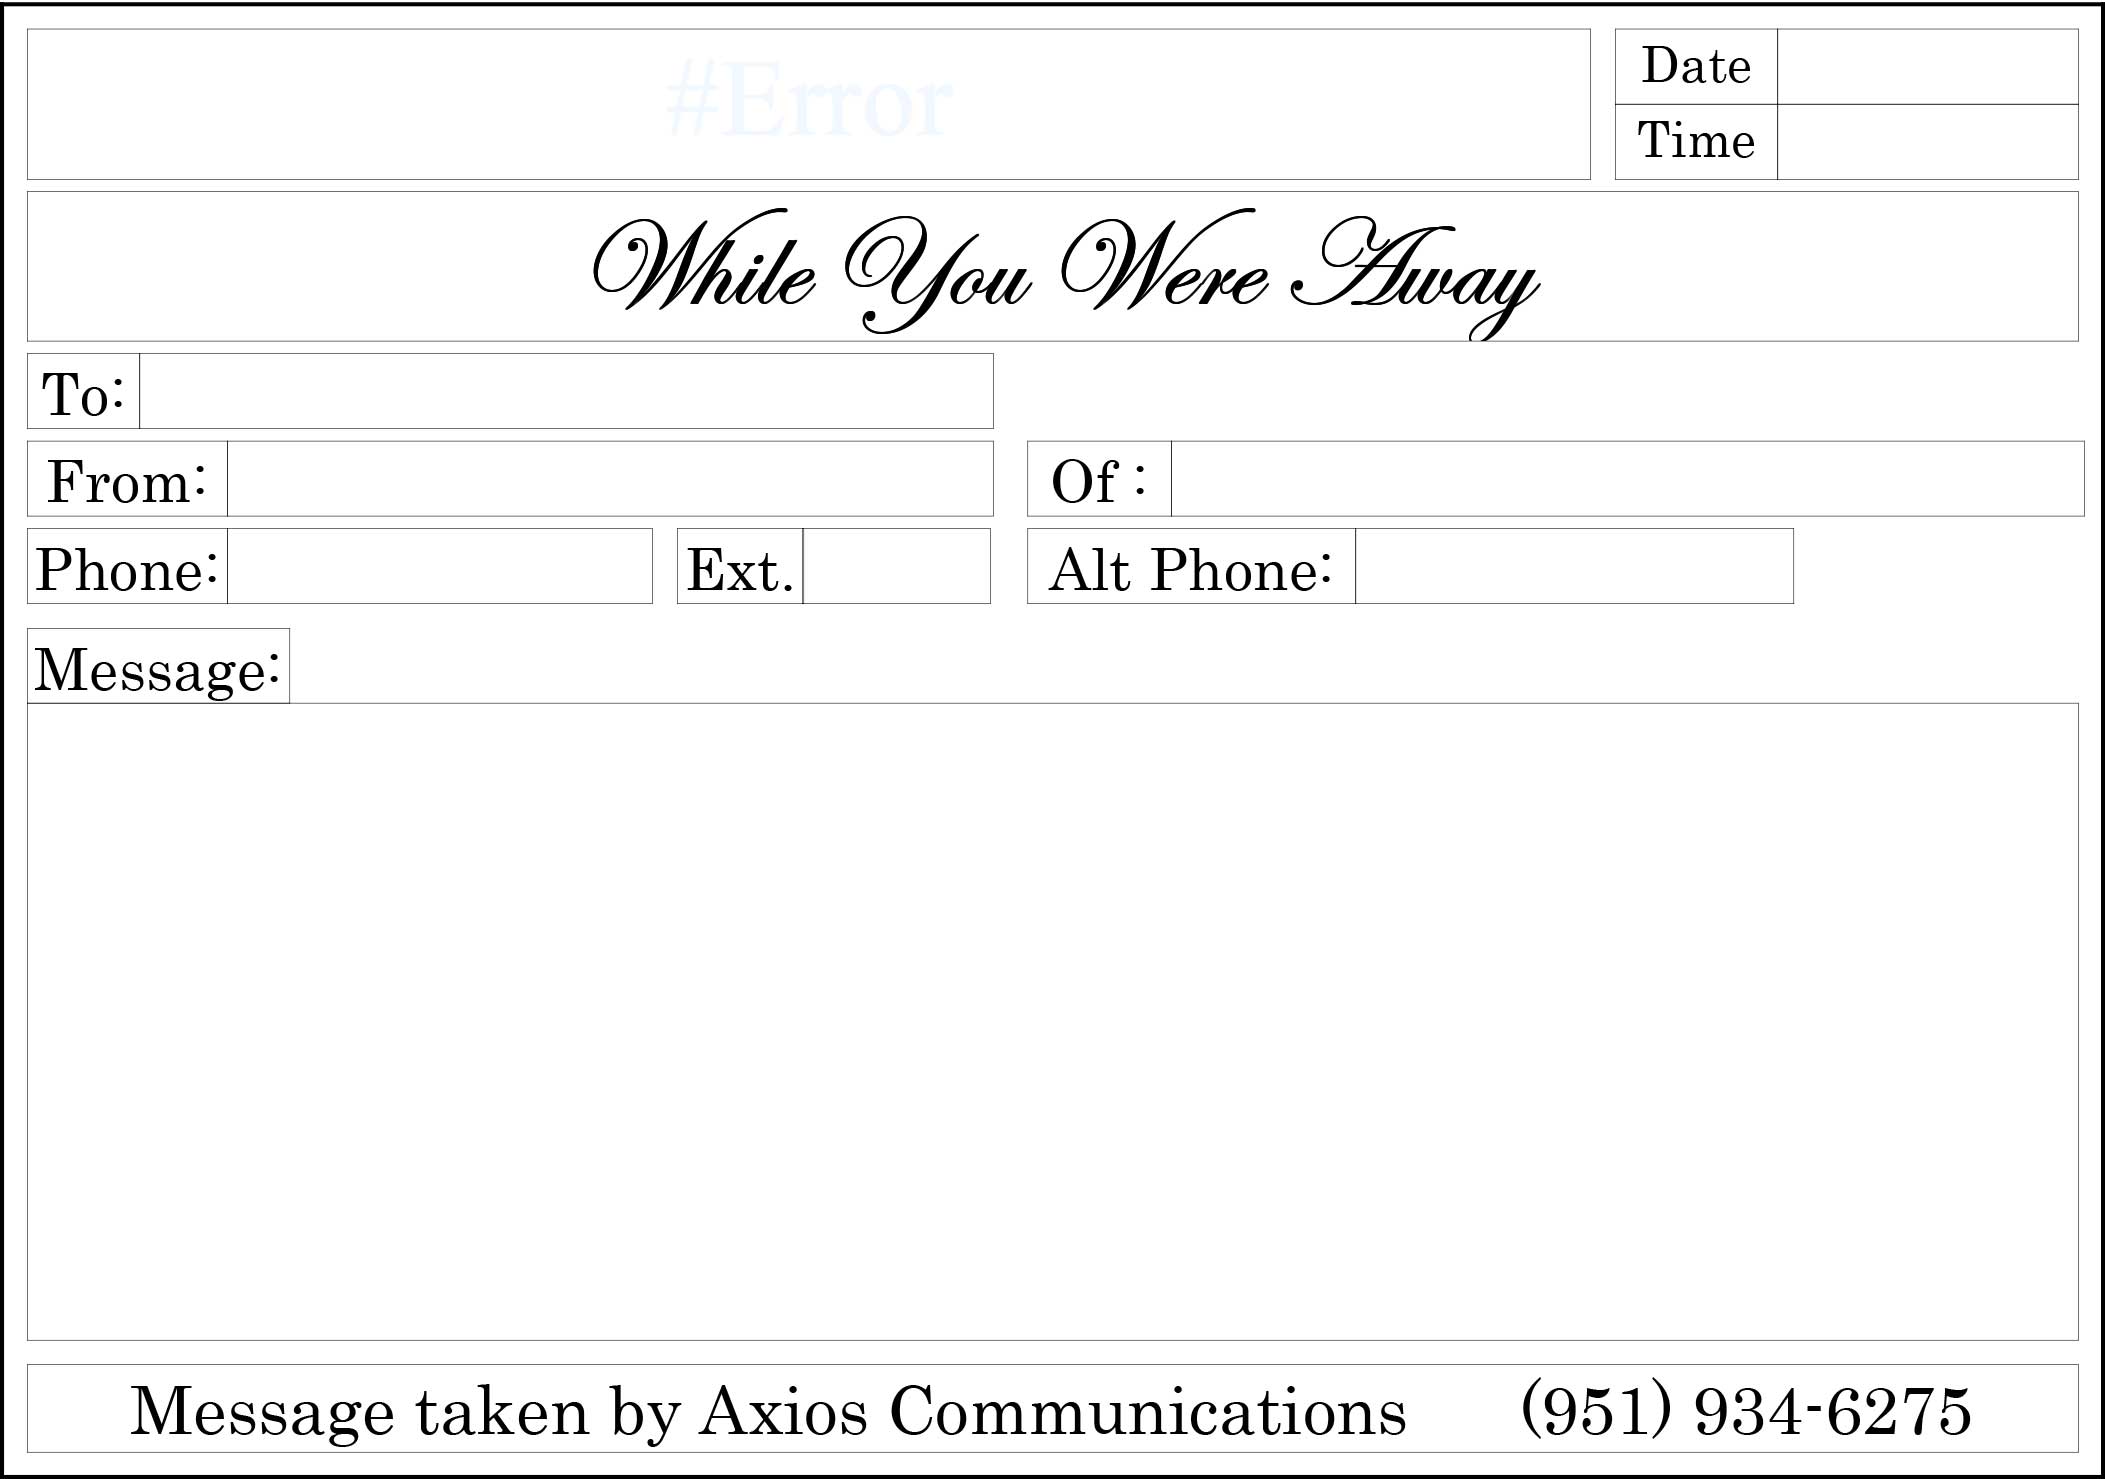 #Error
Date
Time
While You Were Away
To:
From:
Of :
Phone:
Ext.
Alt Phone:
Message:
Message taken by Axios Communications (951) 934-6275